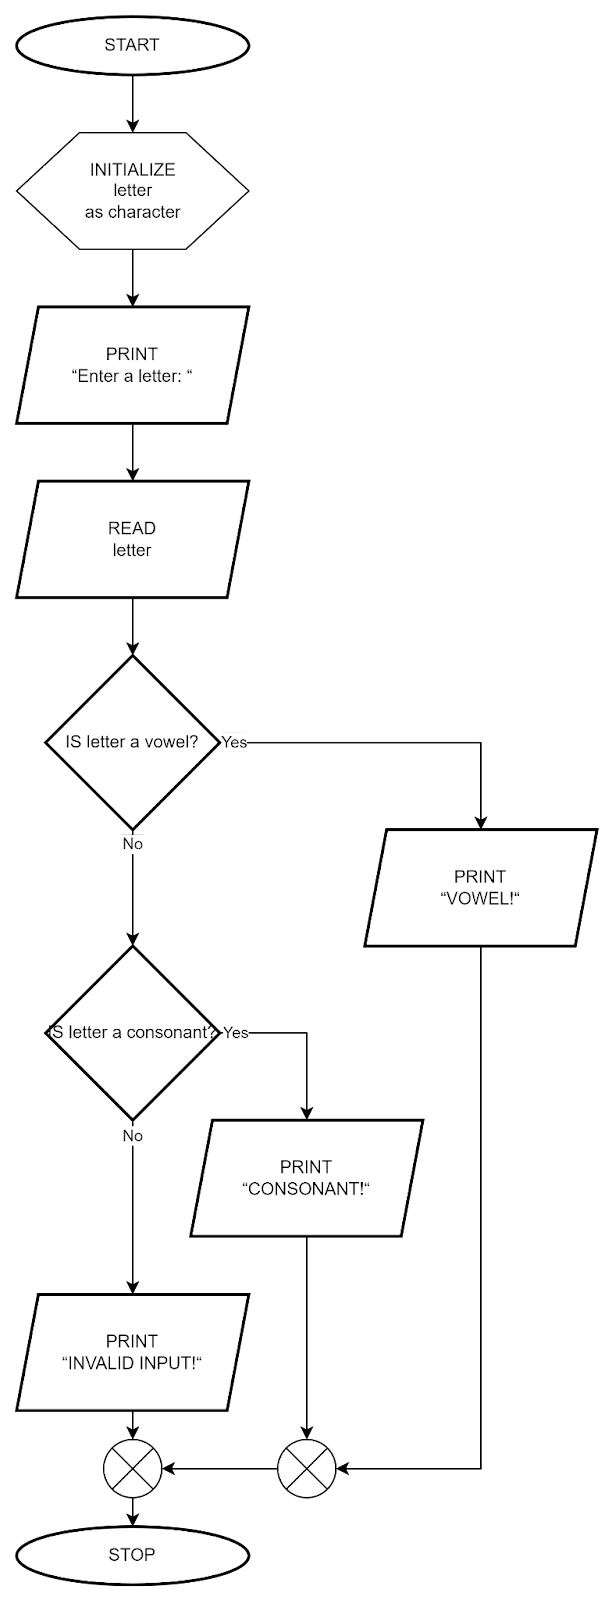 START
INITIALIZE
letter
as character
PRINT
“Enter a letter: “
READ
letter
IS letter a vowel?
Yes
No
PRINT
“VOWEL!“
IS letter a consonant?
Yes
No
PRINT
“CONSONANT!“
PRINT
“INVALID INPUT!“
STOP